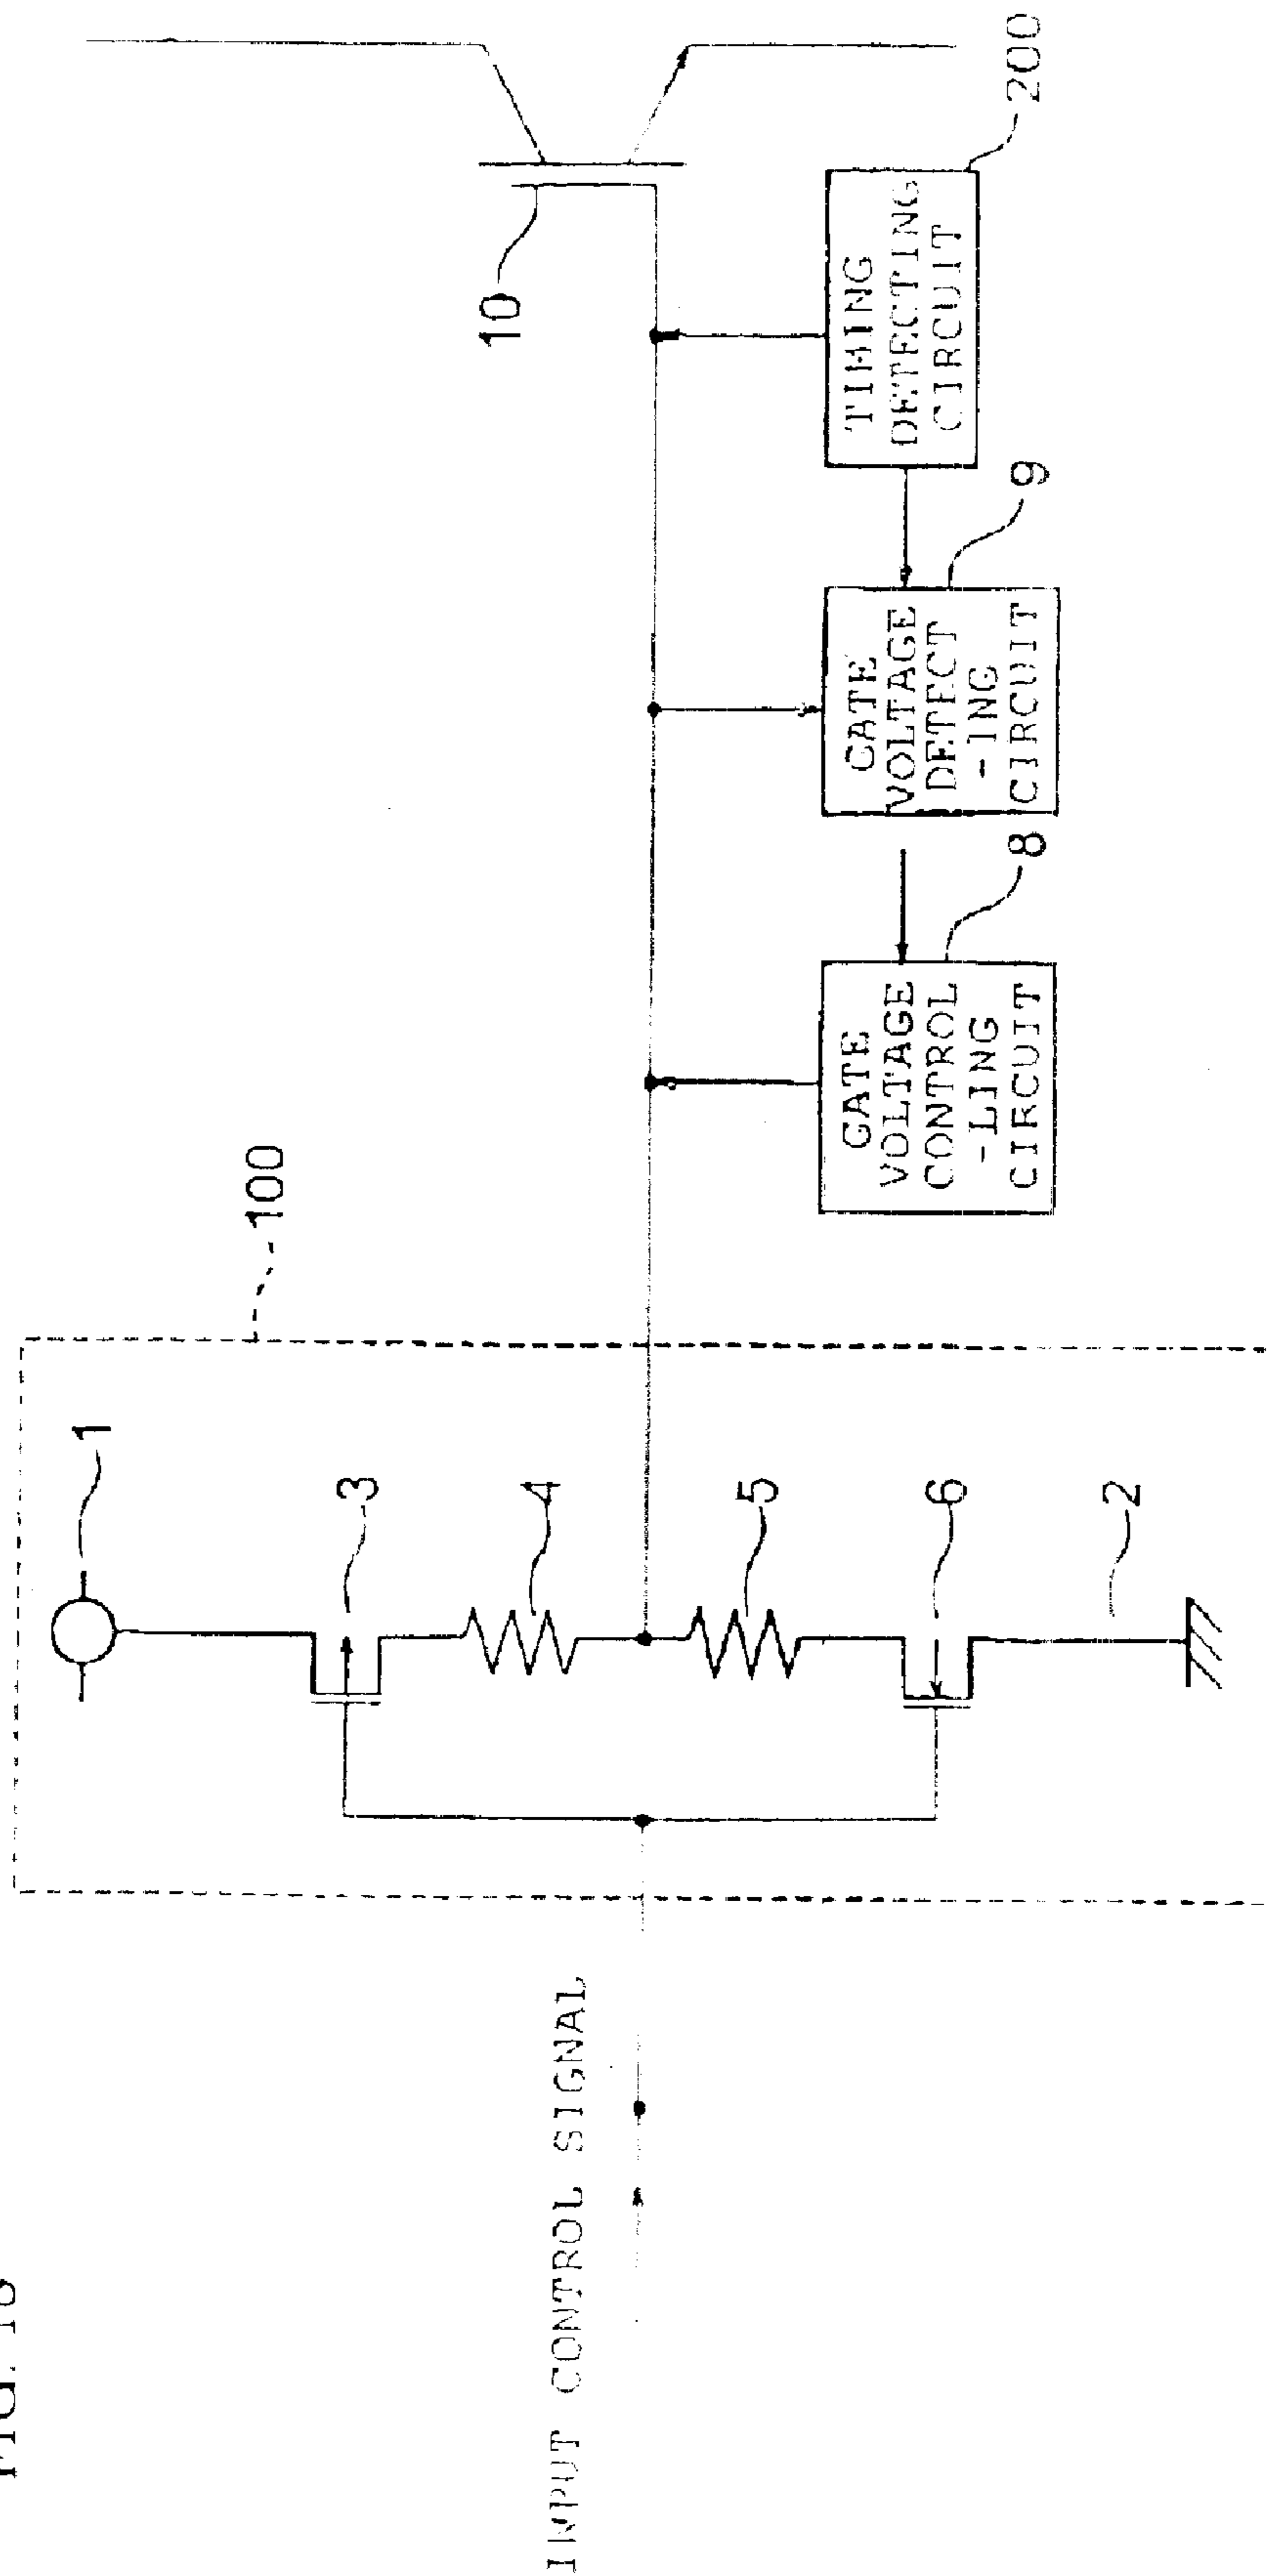 INPUT CONTROL SIGNAL
100
1
3
4
5
6
2
10
GATE
VOLTAGE
CONTROL
-LING
CIRCUIT
8
GATE
VOLTAGE
DETECT
-ING
CIRCUIT
9
TIMING
DETECTING
CIRCUIT
200